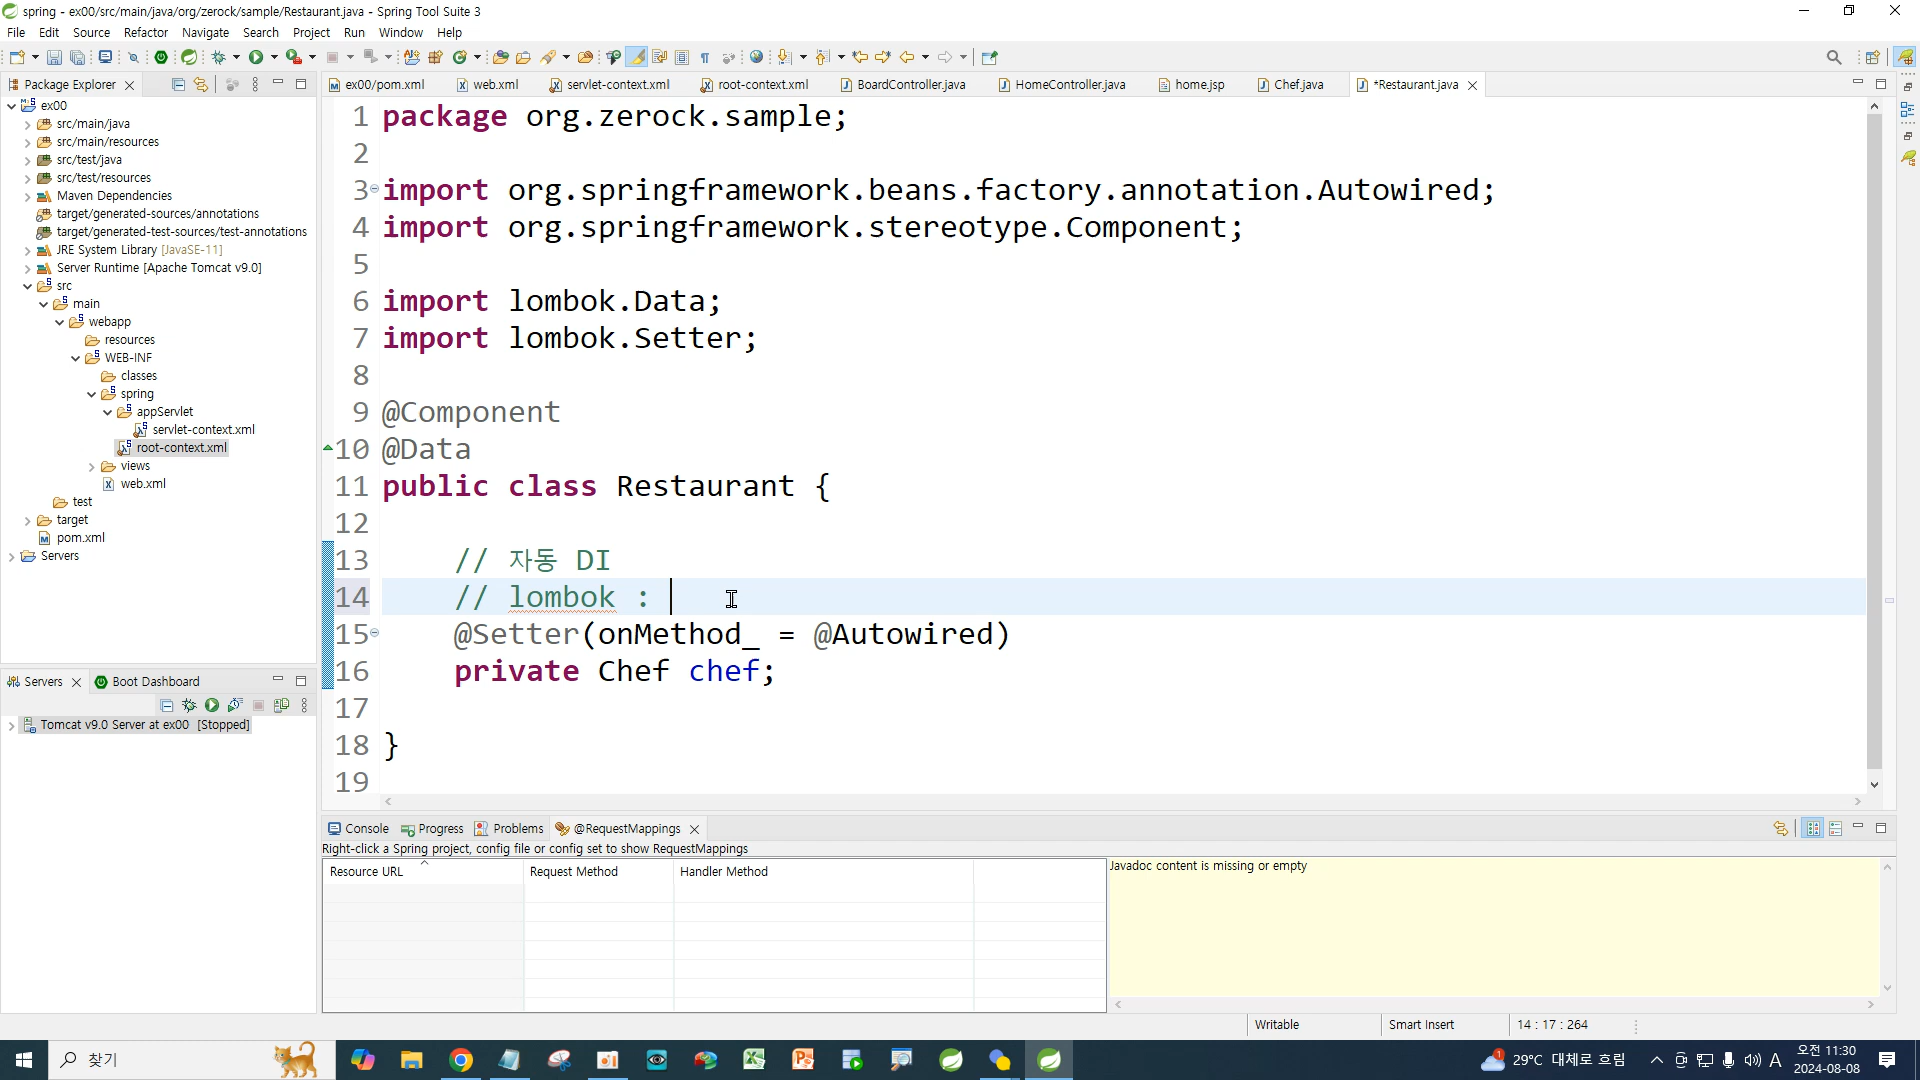 spring - ex00/src/main/java/org/zerock/sample/Restaurant.java - Spring Tool Suite 3
File Edit Source Refactor Navigate Search Project Run Window Help
Package Explorer
ex00/pom.xml web.xml servlet-context.xml root-context.xml BoardController.java HomeController.java home.jsp Chef.java *Restaurant.java
ex00
src/main/java
src/main/resources
src/test/java
src/test/resources
Maven Dependencies
target/generated-sources/annotations
target/generated-test-sources/test-annotations
JRE System Library [JavaSE-11]
Server Runtime [Apache Tomcat v9.0]
src
main
webapp
resources
WEB-INF
classes
spring
appServlet
servlet-context.xml
root-context.xml
views
web.xml
test
target
pom.xml
Servers
1 package org.zerock.sample;
2
3 import org.springframework.beans.factory.annotation.Autowired;
4 import org.springframework.stereotype.Component;
5
6 import lombok.Data;
7 import lombok.Setter;
8
9 @Component
10 @Data
11 public class Restaurant {
12
13 // 자동 DI
14 // lombok :
15 @Setter(onMethod_ = @Autowired)
16 private Chef chef;
17
18 }
19
Servers Boot Dashboard
Tomcat v9.0 Server at ex00 [Stopped]
Console Progress Problems @RequestMappings
Right-click a Spring project, config file or config set to show RequestMappings
Resource URL Request Method Handler Method
Javadoc content is missing or empty
Writable Smart Insert 14 : 17 : 264
찾기
29°C 대체로 흐림 A 오전 11:30
2024-08-08